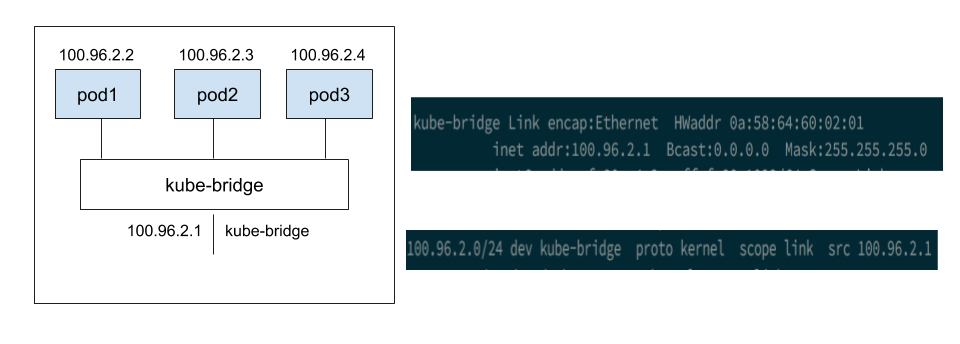 100.96.2.2
100.96.2.3
100.96.2.4
pod1
pod2
pod3
kube-bridge
100.96.2.1
kube-bridge
kube-bridge Link encap:Ethernet HWaddr 0a:58:64:60:02:01
inet addr:100.96.2.1 Bcast:0.0.0.0 Mask:255.255.255.0
100.96.2.0/24 dev kube-bridge proto kernel scope link src 100.96.2.1